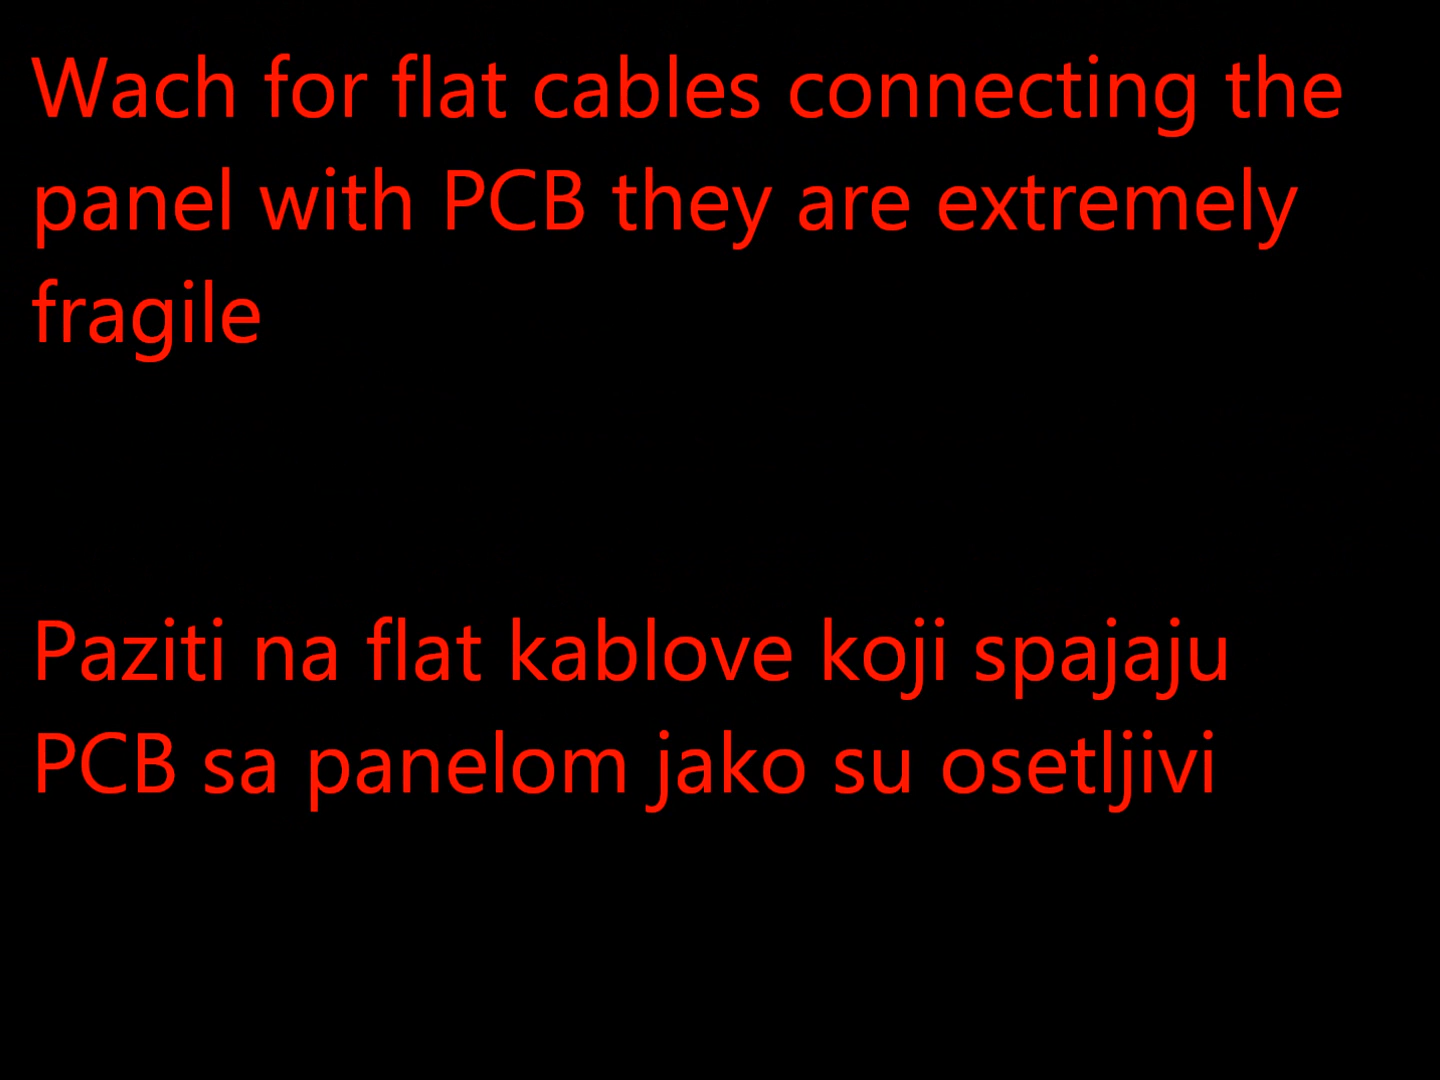 Wach for flat cables connecting the
panel with PCB they are extremely
fragile
Paziti na flat kablove koji spajaju
PCB sa panelom jako su osetljivi